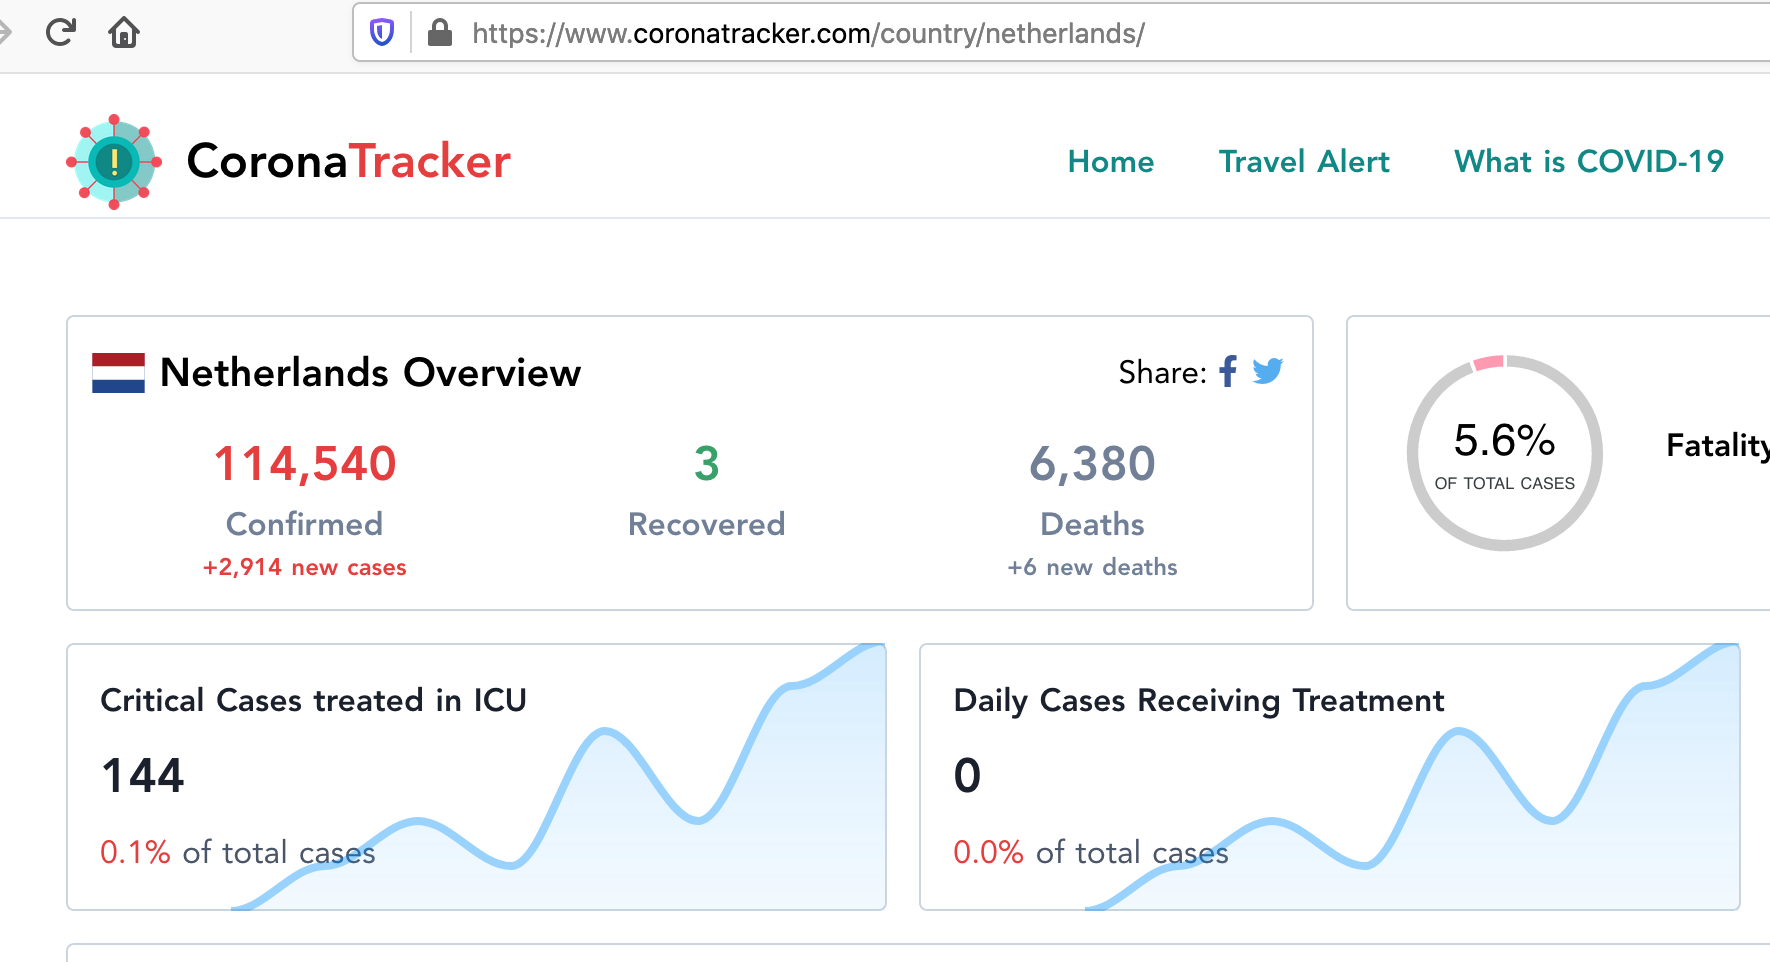 https://www.coronatracker.com/country/netherlands/
CoronaTracker
Home Travel Alert What is COVID-19
Netherlands Overview
Share:
114,540 3 6,380
Confirmed Recovered Deaths
+2,914 new cases +6 new deaths
5.6%
OF TOTAL CASES
Fatality
Critical Cases treated in ICU
144
0.1% of total cases
Daily Cases Receiving Treatment
0
0.0% of total cases